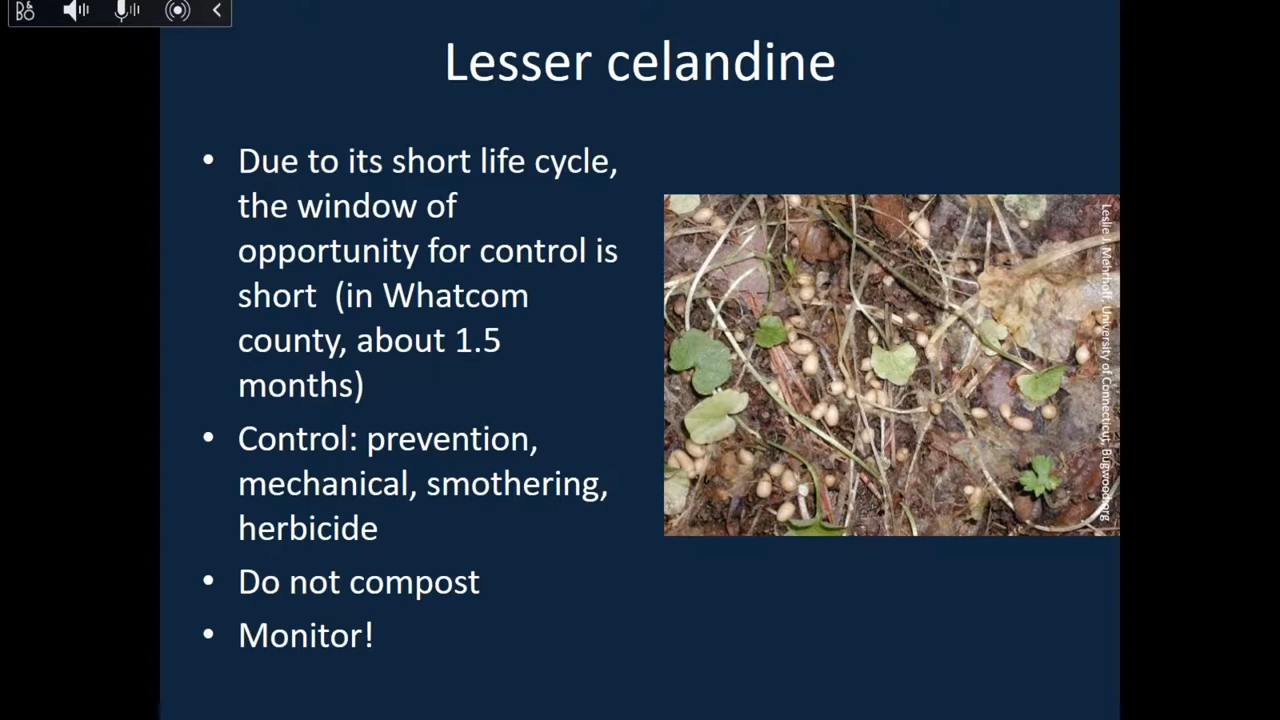 Lesser celandine
• Due to its short life cycle,
the window of
opportunity for control is
short (in Whatcom
county, about 1.5
months)
• Control: prevention,
mechanical, smothering,
herbicide
• Do not compost
• Monitor!
Leslie J. Mehrhoff, University of Connecticut, Bugwood.org